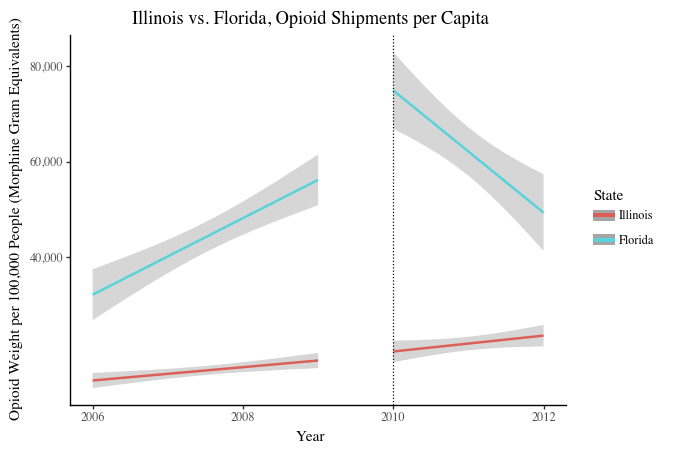 Illinois vs. Florida, Opioid Shipments per Capita
Opioid Weight per 100,000 People (Morphine Gram Equivalents)
80,000
60,000
40,000
2006
2008
2010
2012
Year
State
Illinois
Florida